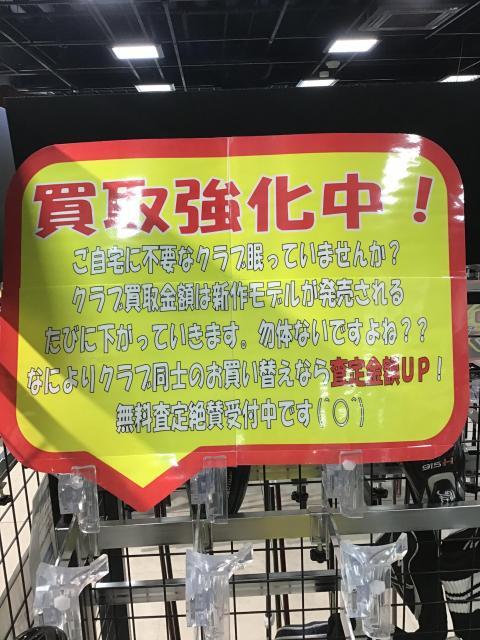 買取強化中！
ご自宅に不要なクラブ眠っていませんか？
クラブ買取金額は新作モデルが発売される
たびに下がっていきます。勿体ないですよね？？
なによりクラブ同士のお買い替えなら査定金額UP！
無料査定絶賛受付中です(^O^)
915H